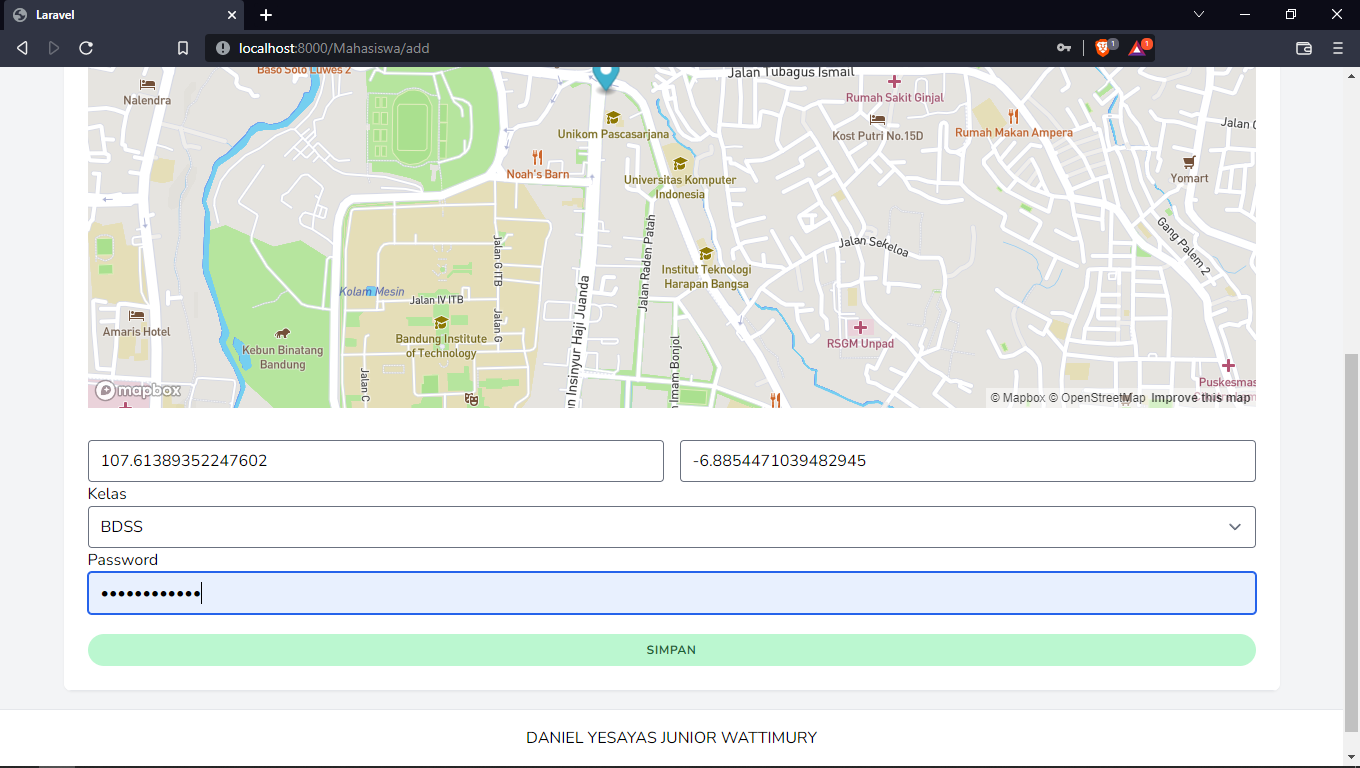 Laravel
localhost:8000/Mahasiswa/add
1
1
Baso Solo Luwes 2
Jalan Tubagus Ismail
Nalendra
Rumah Sakit Ginjal
Jalan
Unikom Pascasarjana
Kost Putri No.15D
Rumah Makan Ampera
Noah's Barn
Universitas Komputer
Indonesia
Yomart
Jalan Raden Patah
Jalan Sekeloa
Gang Palem 2
Jalan G ITB
Institut Teknologi
Harapan Bangsa
Kolam Mesin
Jalan IV ITB
Jalan G
Insinyur Haji Juanda
Amaris Hotel
Bandung Institute
of Technology
Kebun Binatang
Bandung
RSGM Unpad
Imam Bonjol
Jalan C
Puskesmas
mapbox
© Mapbox © OpenStreetMap Improve this map
107.61389352247602
-6.8854471039482945
Kelas
BDSS
Password
••••••••••••
SIMPAN
DANIEL YESAYAS JUNIOR WATTIMURY